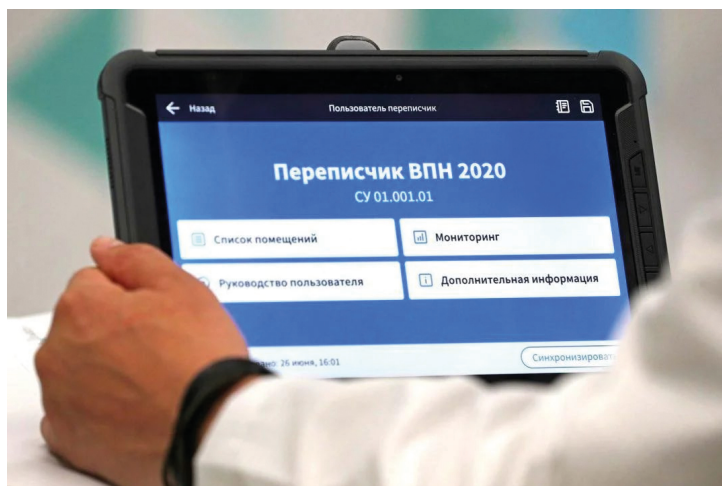 Назад
Пользователь переписчик
Переписчик ВПН 2020
СУ 01.001.01
Список помещений
Мониторинг
Руководство пользователя
Дополнительная информация
26 июня, 16:01